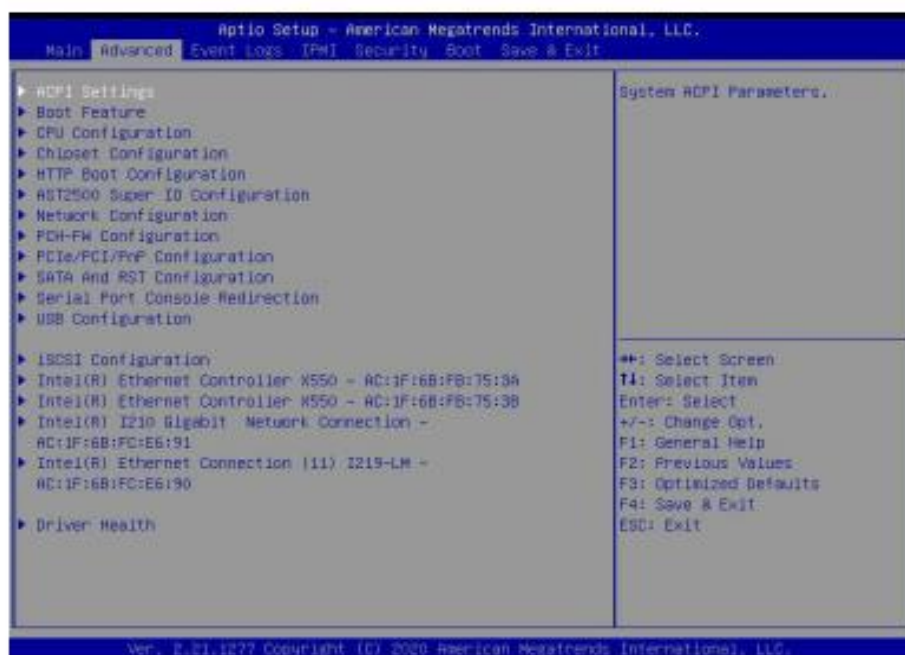 Aptio Setup – American Megatrends International, LLC.
Main Advanced Event Logs IPMI Security Boot Save & Exit
ACPI Settings
Boot Feature
CPU Configuration
Chipset Configuration
HTTP Boot Configuration
AST2500 Super IO Configuration
Network Configuration
PCH-FW Configuration
PCIe/PCI/PnP Configuration
SATA And RST Configuration
Serial Port Console Redirection
USB Configuration
iSCSI Configuration
Intel(R) Ethernet Controller X550 – AC:1F:6B:FB:75:3A
Intel(R) Ethernet Controller X550 – AC:1F:6B:FB:75:3B
Intel(R) I210 Gigabit Network Connection –
AC:1F:6B:FC:E6:91
Intel(R) Ethernet Connection (11) I219-LM –
AC:1F:6B:FC:E6:90
Driver Health
System ACPI Parameters.
→←: Select Screen
↑↓: Select Item
Enter: Select
+/-: Change Opt.
F1: General Help
F2: Previous Values
F3: Optimized Defaults
F4: Save & Exit
ESC: Exit
Ver. 2.21.1277 Copyright (C) 2020 American Megatrends International, LLC.